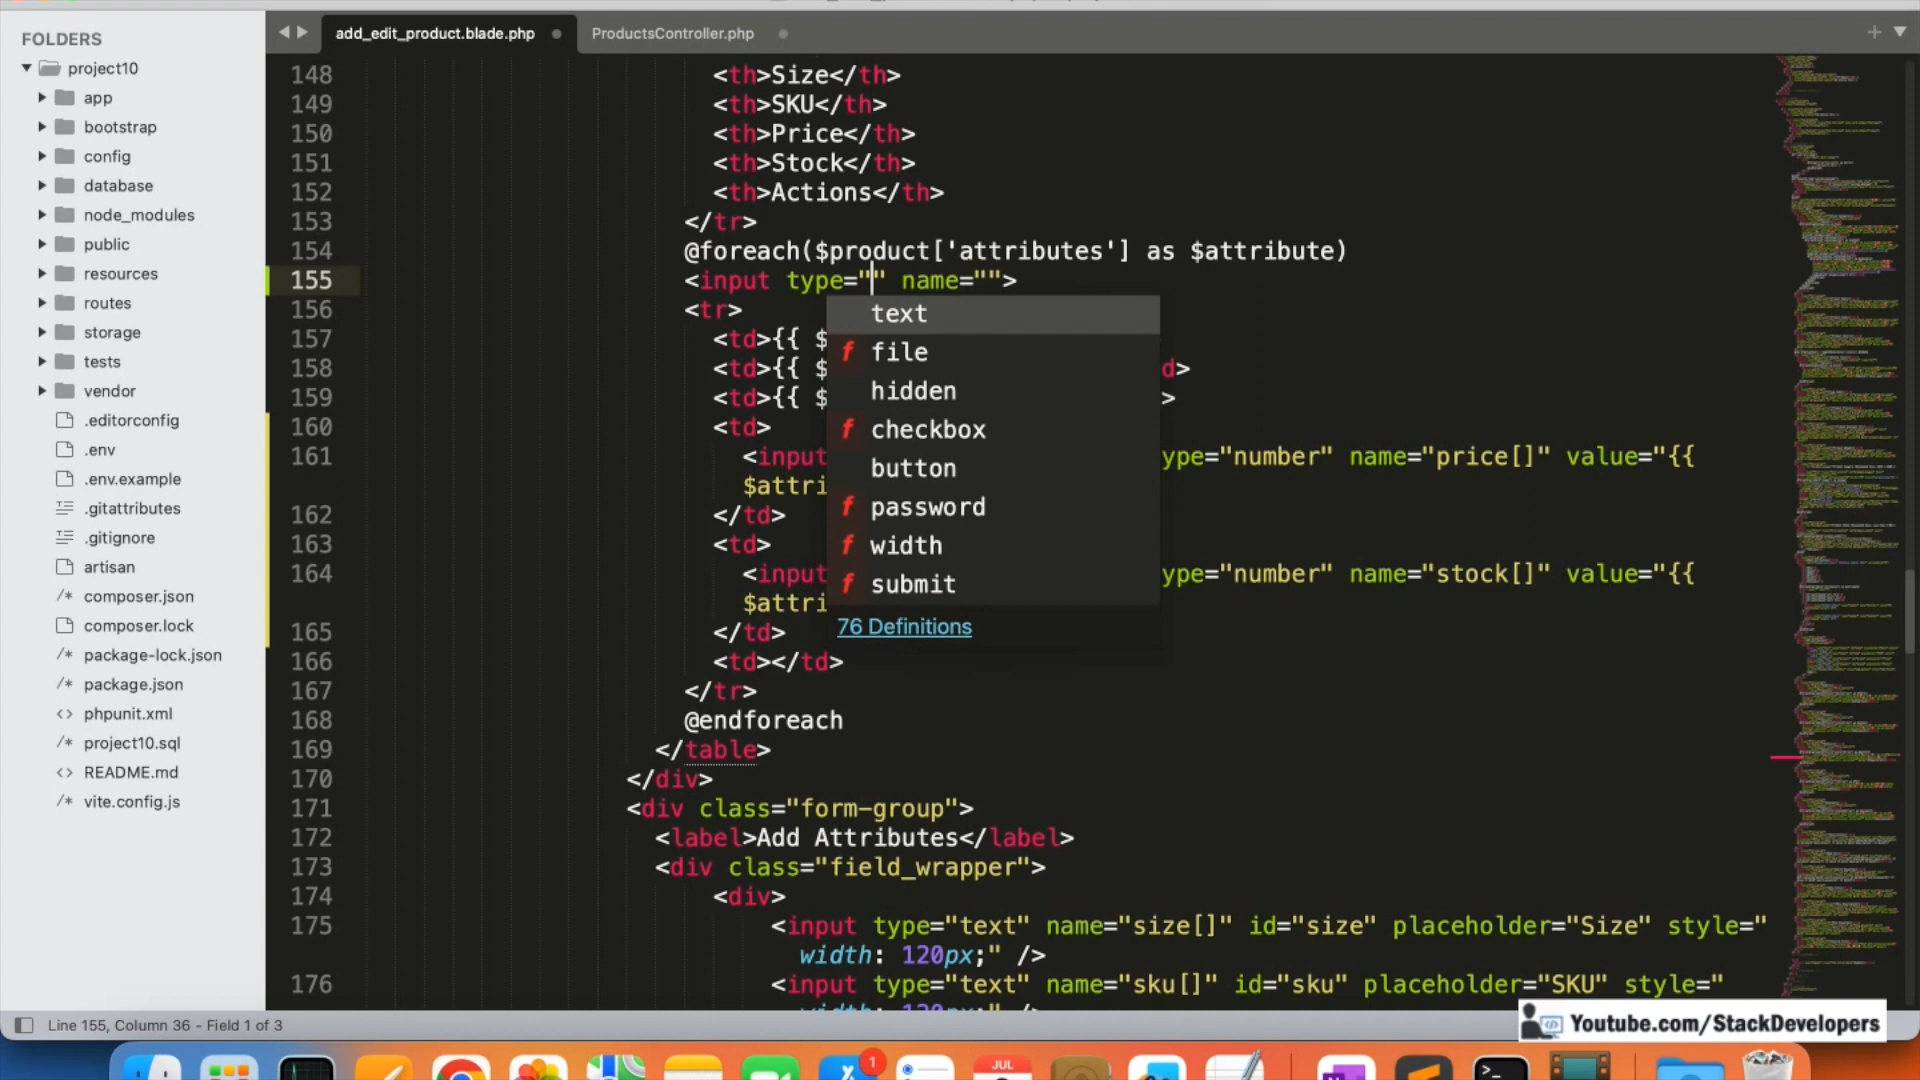 FOLDERS
project10
app
bootstrap
config
database
node_modules
public
resources
routes
storage
tests
vendor
.editorconfig
.env
.env.example
.gitattributes
.gitignore
artisan
composer.json
composer.lock
package-lock.json
package.json
phpunit.xml
project10.sql
README.md
vite.config.js
add_edit_product.blade.php
ProductsController.php
148 <th>Size</th>
149 <th>SKU</th>
150 <th>Price</th>
151 <th>Stock</th>
152 <th>Actions</th>
153 </tr>
154 @foreach($product['attributes'] as $attribute)
155 <input type="" name="">
156 <tr>
157 <td>{{ $
158 <td>{{ $ d>
159 <td>{{ $ >
160 <td>
161 <input ype="number" name="price[]" value="{{
$attri
162 </td>
163 <td>
164 <input ype="number" name="stock[]" value="{{
$attri
165 </td>
166 <td></td>
167 </tr>
168 @endforeach
169 </table>
170 </div>
171 <div class="form-group">
172 <label>Add Attributes</label>
173 <div class="field_wrapper">
174 <div>
175 <input type="text" name="size[]" id="size" placeholder="Size" style="
width: 120px;" />
176 <input type="text" name="sku[]" id="sku" placeholder="SKU" style="
text
f file
hidden
f checkbox
button
f password
f width
f submit
76 Definitions
Line 155, Column 36 - Field 1 of 3
Youtube.com/StackDevelopers
1
JUL